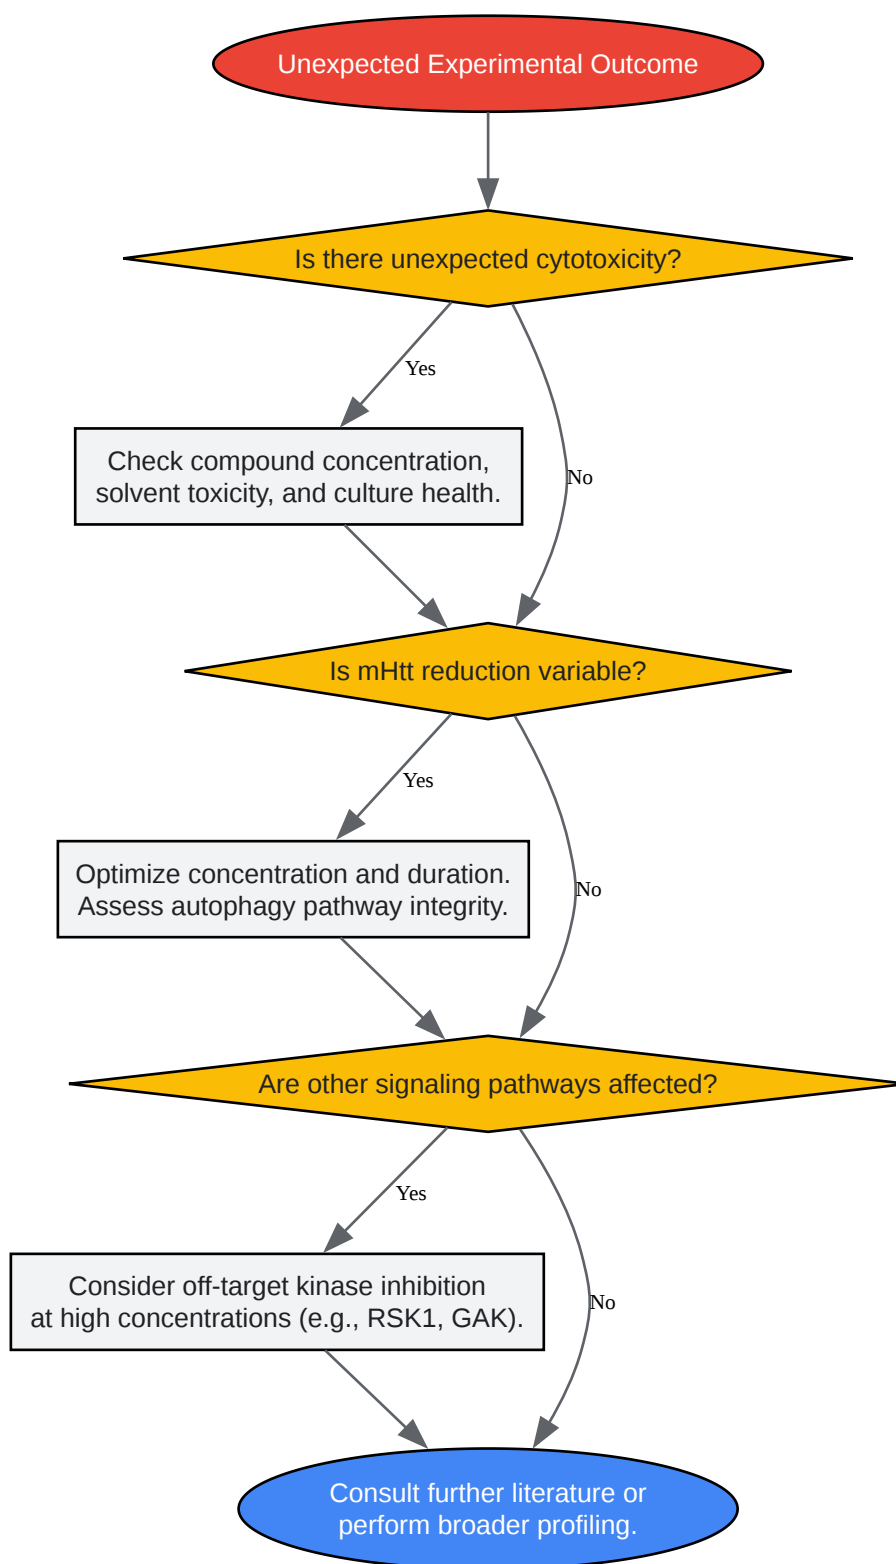 Unexpected Experimental Outcome
Is there unexpected cytotoxicity?
Yes
Check compound concentration,
solvent toxicity, and culture health.
No
Is mHtt reduction variable?
Yes
Optimize concentration and duration.
Assess autophagy pathway integrity.
No
Are other signaling pathways affected?
Yes
Consider off-target kinase inhibition
at high concentrations (e.g., RSK1, GAK).
No
Consult further literature or
perform broader profiling.